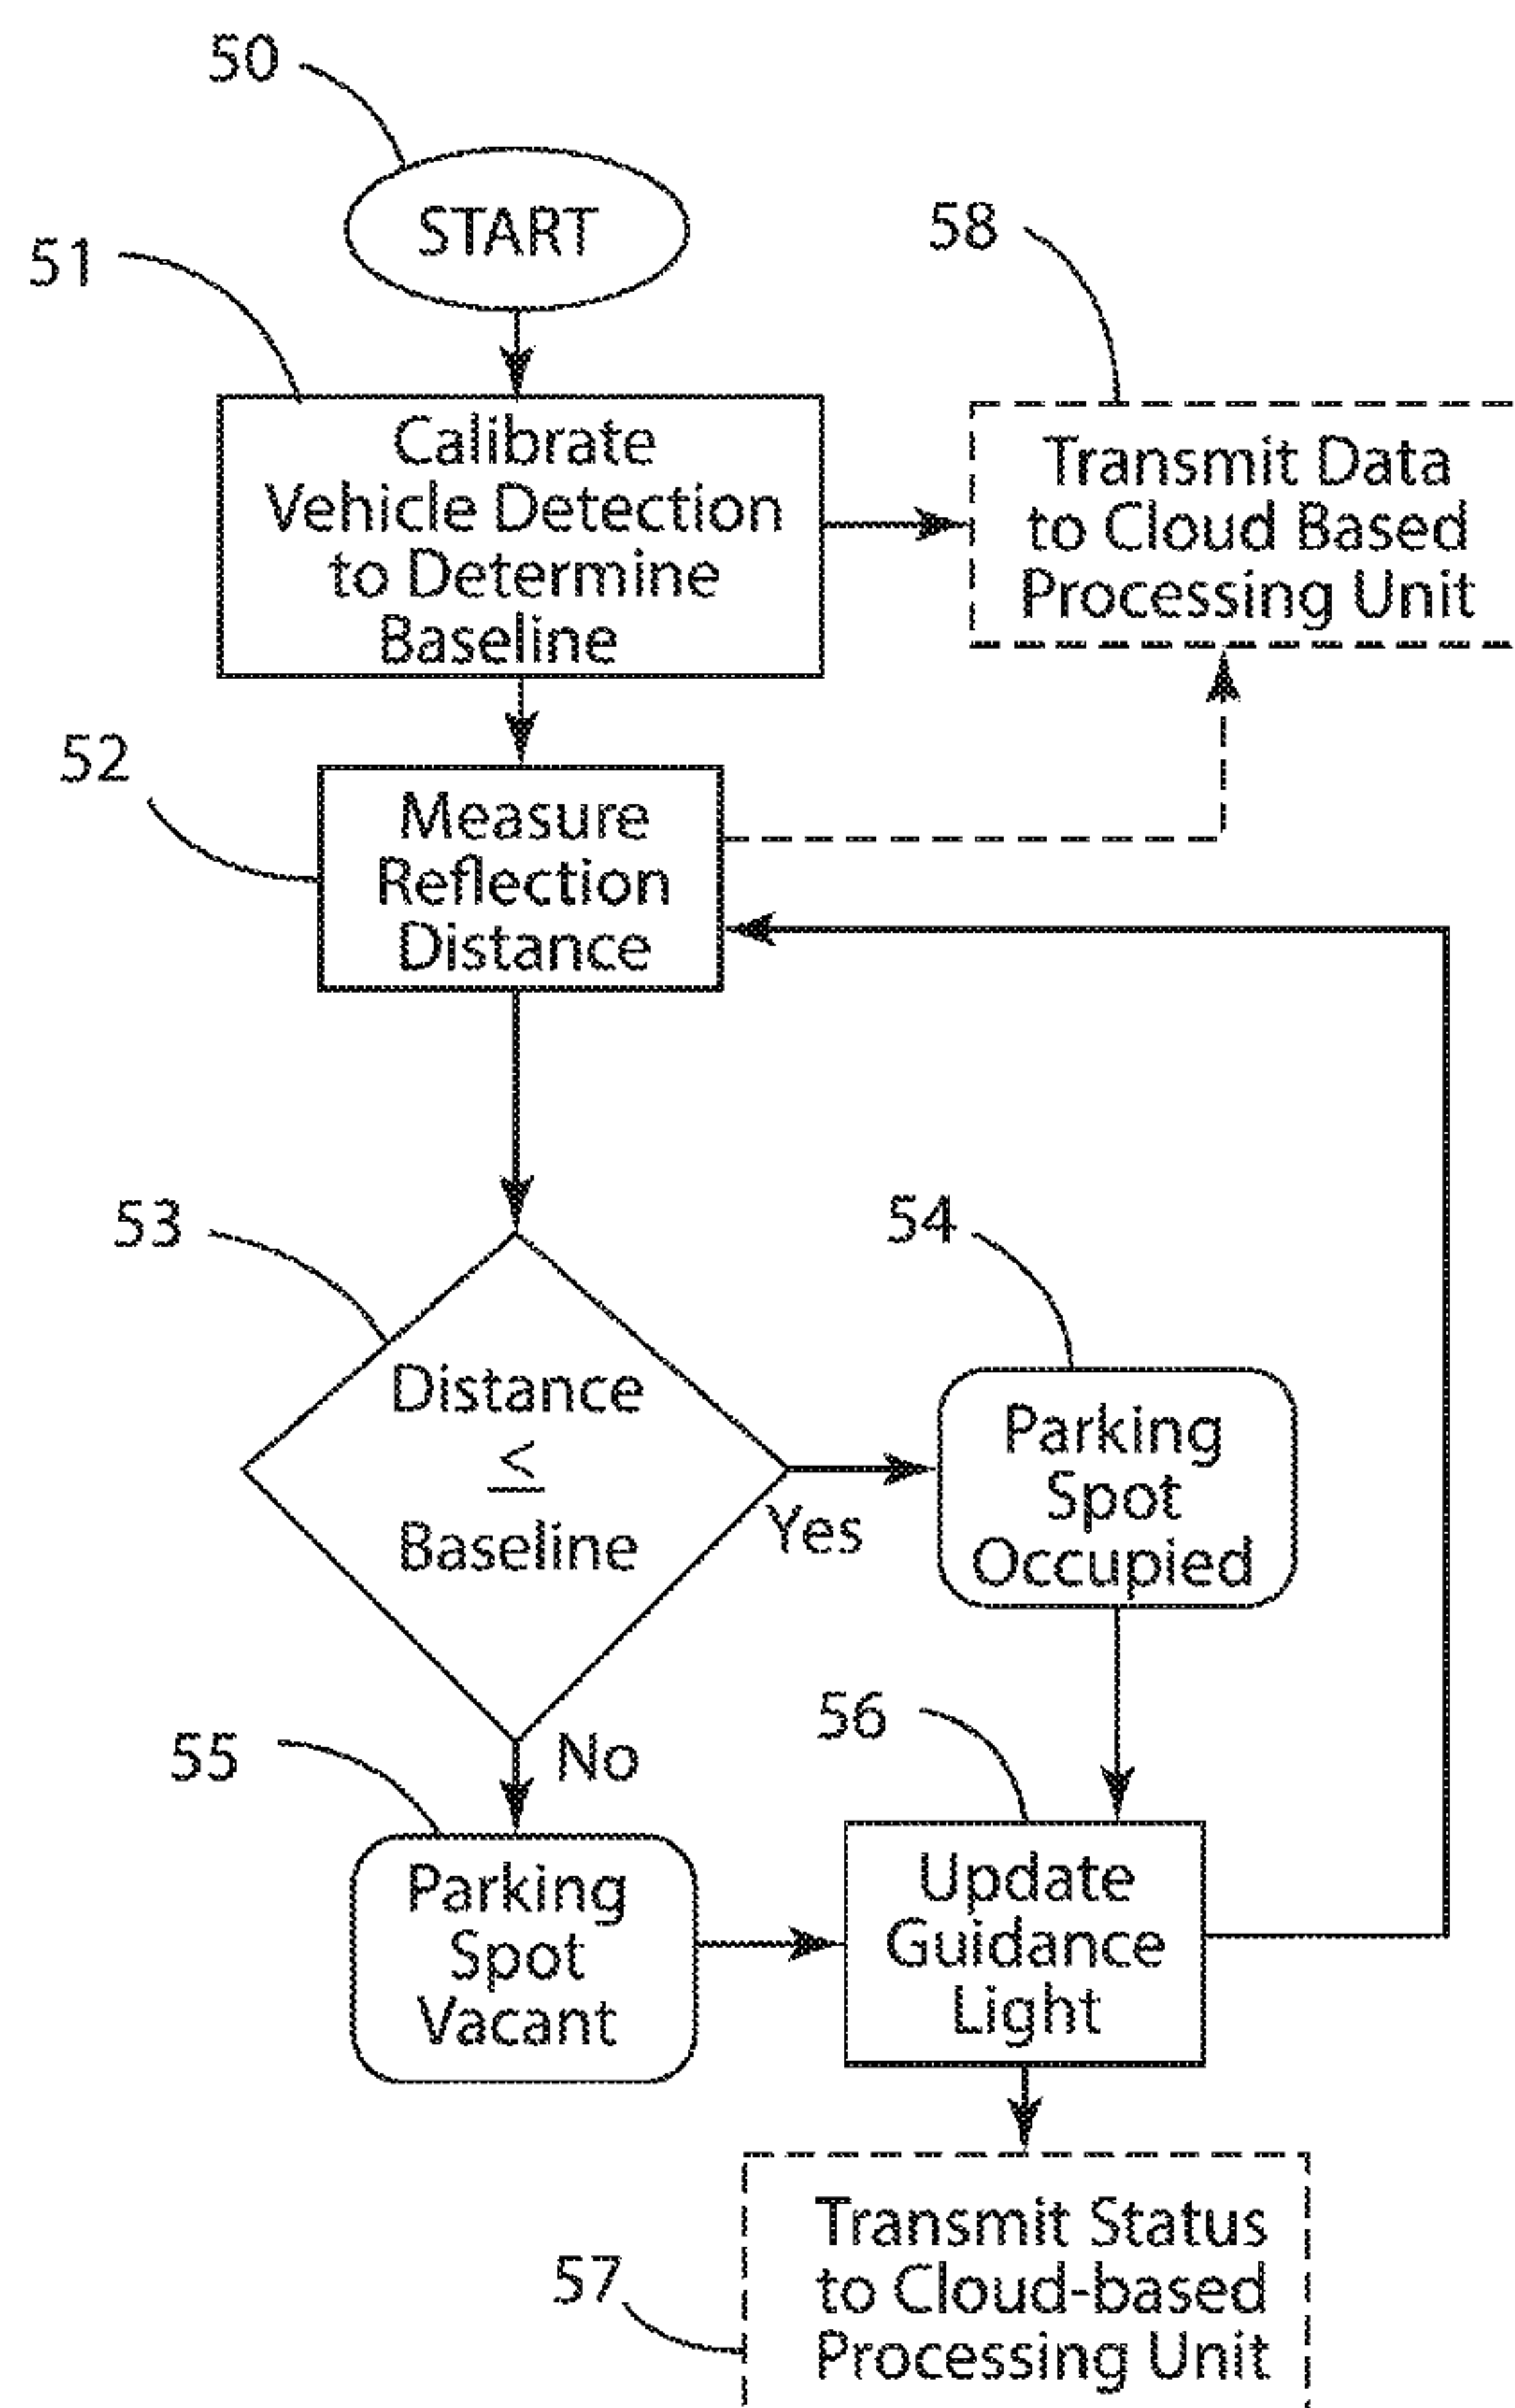 50
START
51
58
Calibrate
Vehicle Detection
to Determine
Baseline
Transmit Data
to Cloud Based
Processing Unit
52
Measure
Reflection
Distance
53
54
Distance
≤
Baseline
Yes
Parking
Spot
Occupied
55
No
56
Parking
Spot
Vacant
Update
Guidance
Light
57
Transmit Status
to Cloud-based
Processing Unit